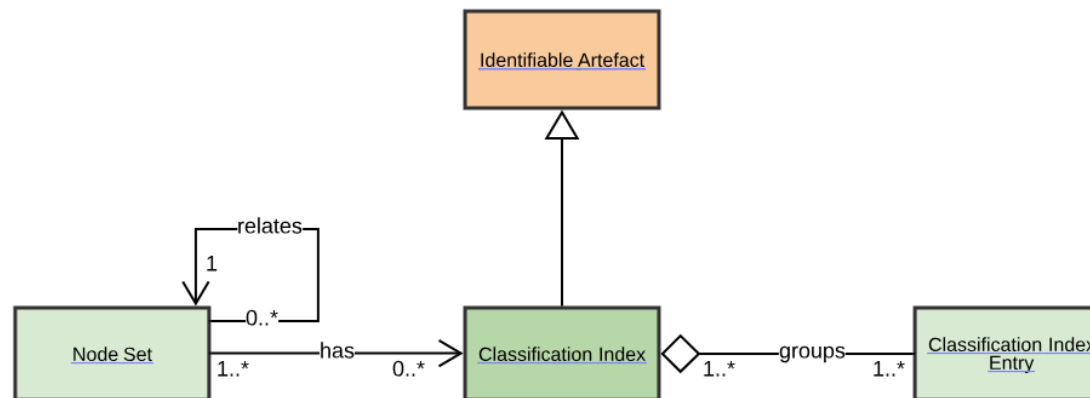 Identifiable Artefact
relates
1
0..*
Node Set
has
1..*
0..*
Classification Index
groups
1..*
1..*
Classification Index
Entry